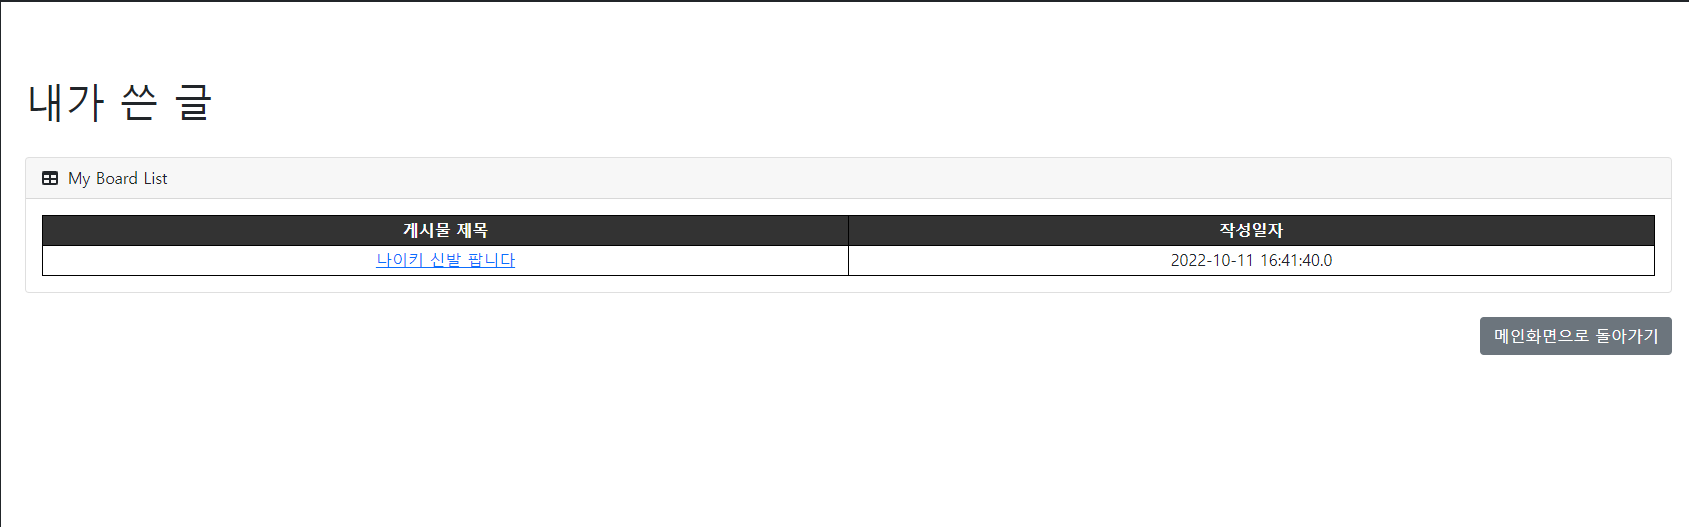 내가 쓴 글
My Board List
게시물 제목 작성일자
나이키 신발 팝니다 2022-10-11 16:41:40.0
메인화면으로 돌아가기